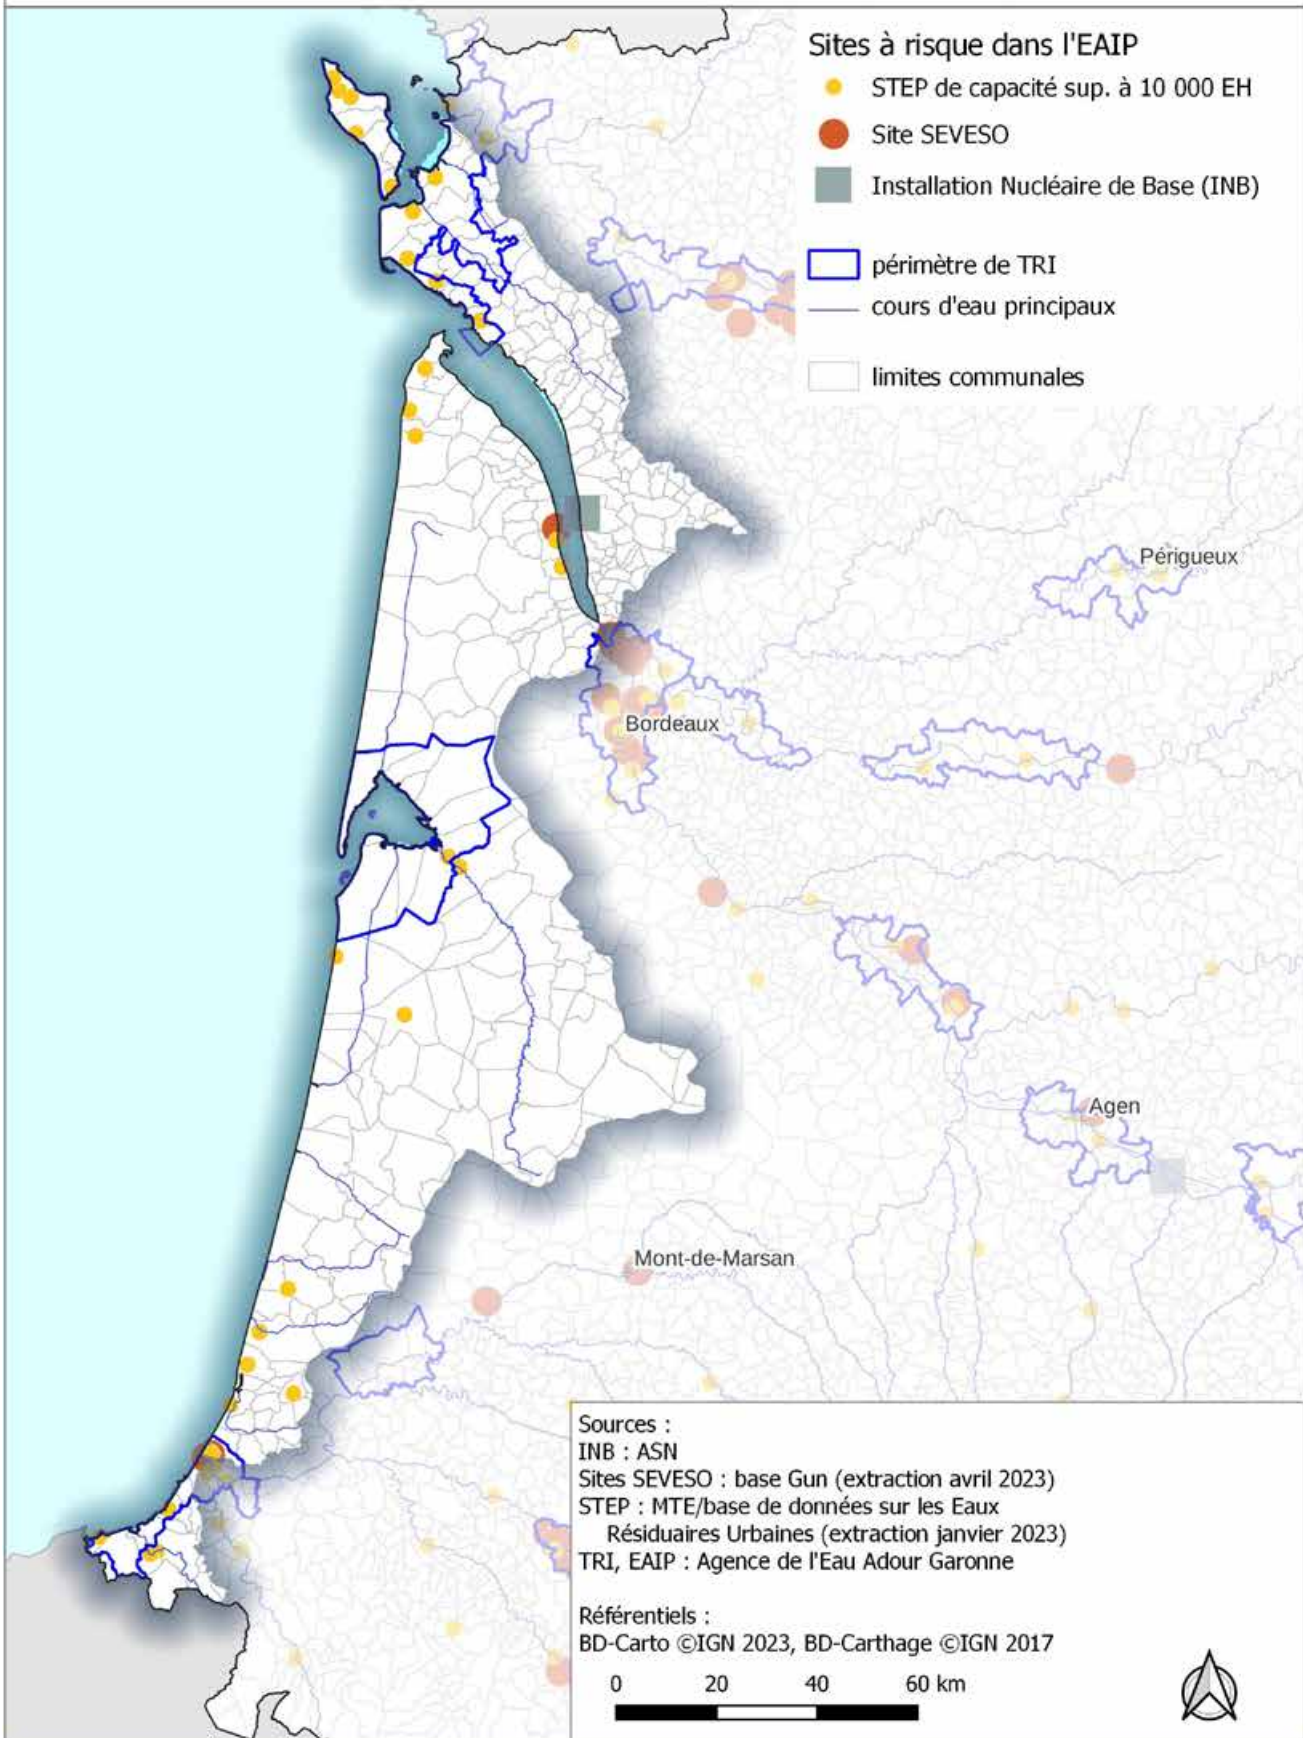 Sites à risque dans l'EAIP
STEP de capacité sup. à 10 000 EH
Site SEVESO
Installation Nucléaire de Base (INB)
périmètre de TRI
cours d'eau principaux
limites communales
Périgueux
Bordeaux
Agen
Mont-de-Marsan
Sources :
INB : ASN
Sites SEVESO : base Gun (extraction avril 2023)
STEP : MTE/base de données sur les Eaux
Résiduaires Urbaines (extraction janvier 2023)
TRI, EAIP : Agence de l'Eau Adour Garonne
Référentiels :
BD-Carto ©IGN 2023, BD-Carthage ©IGN 2017
0 20 40 60 km